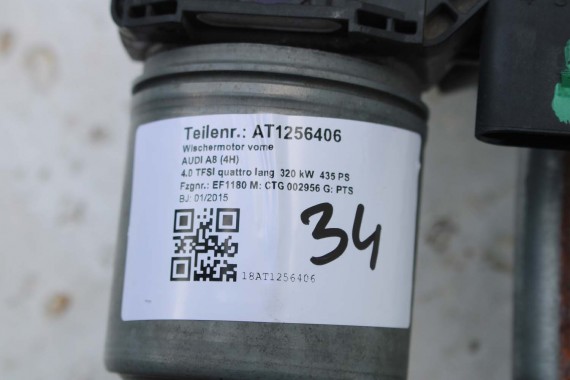 Teilenr.: AT1256406
Wischermotor vorne
AUDI A8 (4H)
4.0 TFSI quattro lang 320 kW 435 PS
Fzgnr.: EF1180 M: CTG 002956 G: PTS
BJ: 01/2015
34
18AT1256406